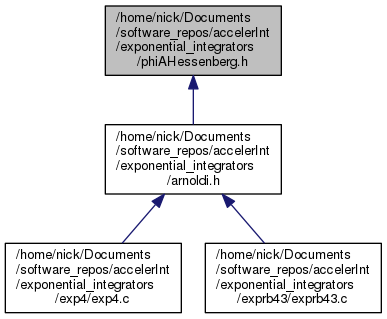 /home/nick/Documents
/software_repos/accelerInt
/exponential_integrators
/phiAHessenberg.h
/home/nick/Documents
/software_repos/accelerInt
/exponential_integrators
/arnoldi.h
/home/nick/Documents
/software_repos/accelerInt
/exponential_integrators
/exp4/exp4.c
/home/nick/Documents
/software_repos/accelerInt
/exponential_integrators
/exprb43/exprb43.c